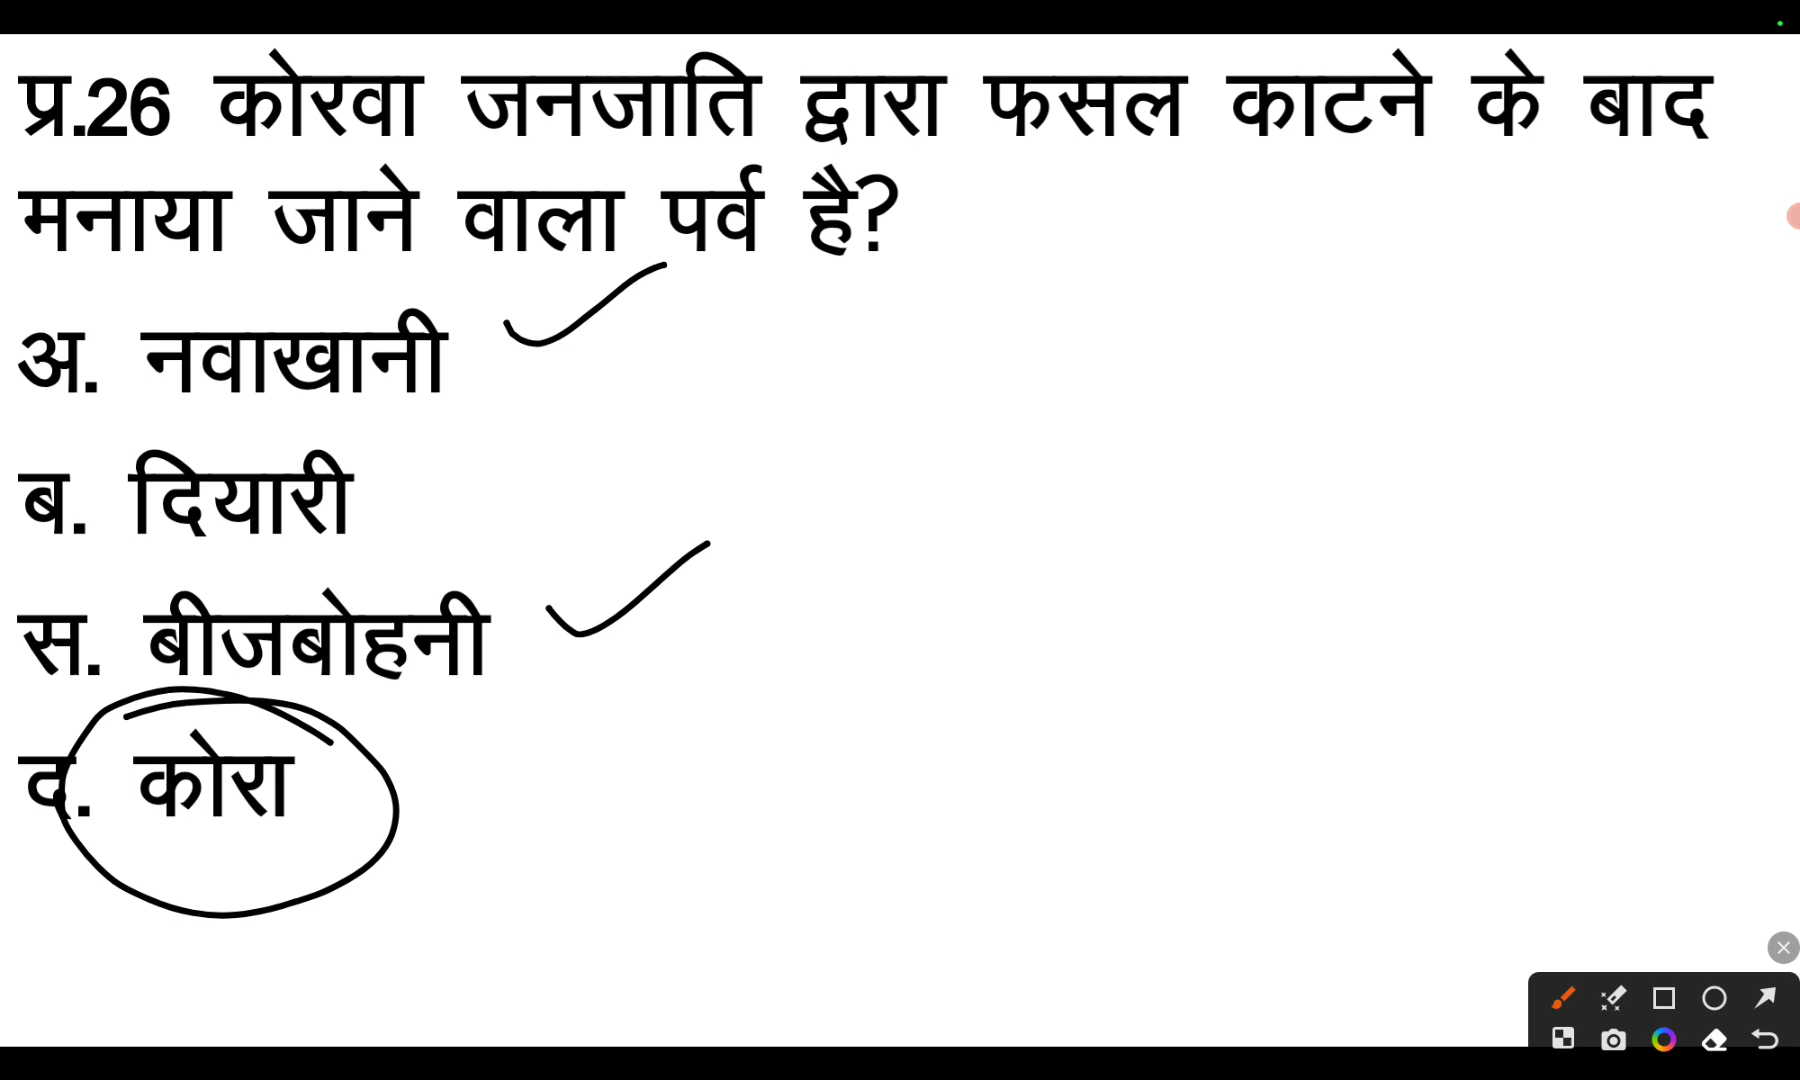 प्र.26 कोरवा जनजाति द्वारा फसल काटने के बाद
मनाया जाने वाला पर्व है?
अ. नवाखानी
ब. दियारी
स. बीजबोहनी
द. कोरा